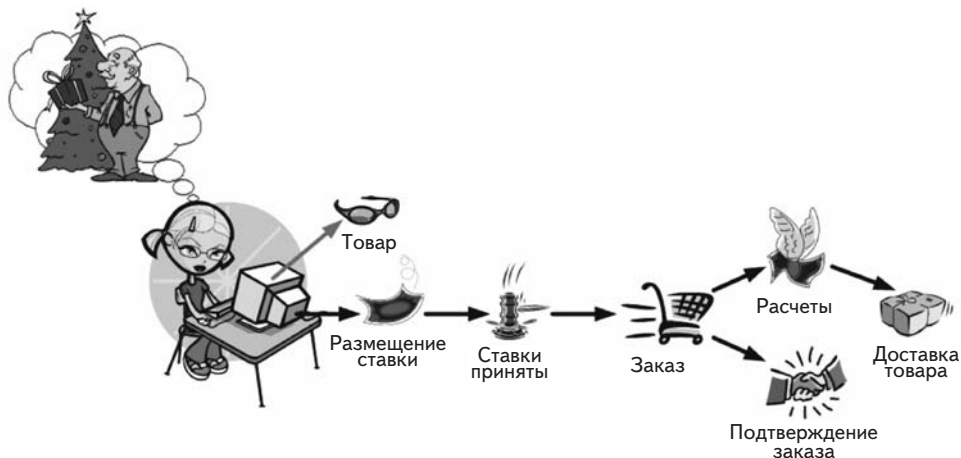 Товар
Размещение
ставки
Ставки
приняты
Заказ
Расчеты
Доставка
товара
Подтверждение
заказа